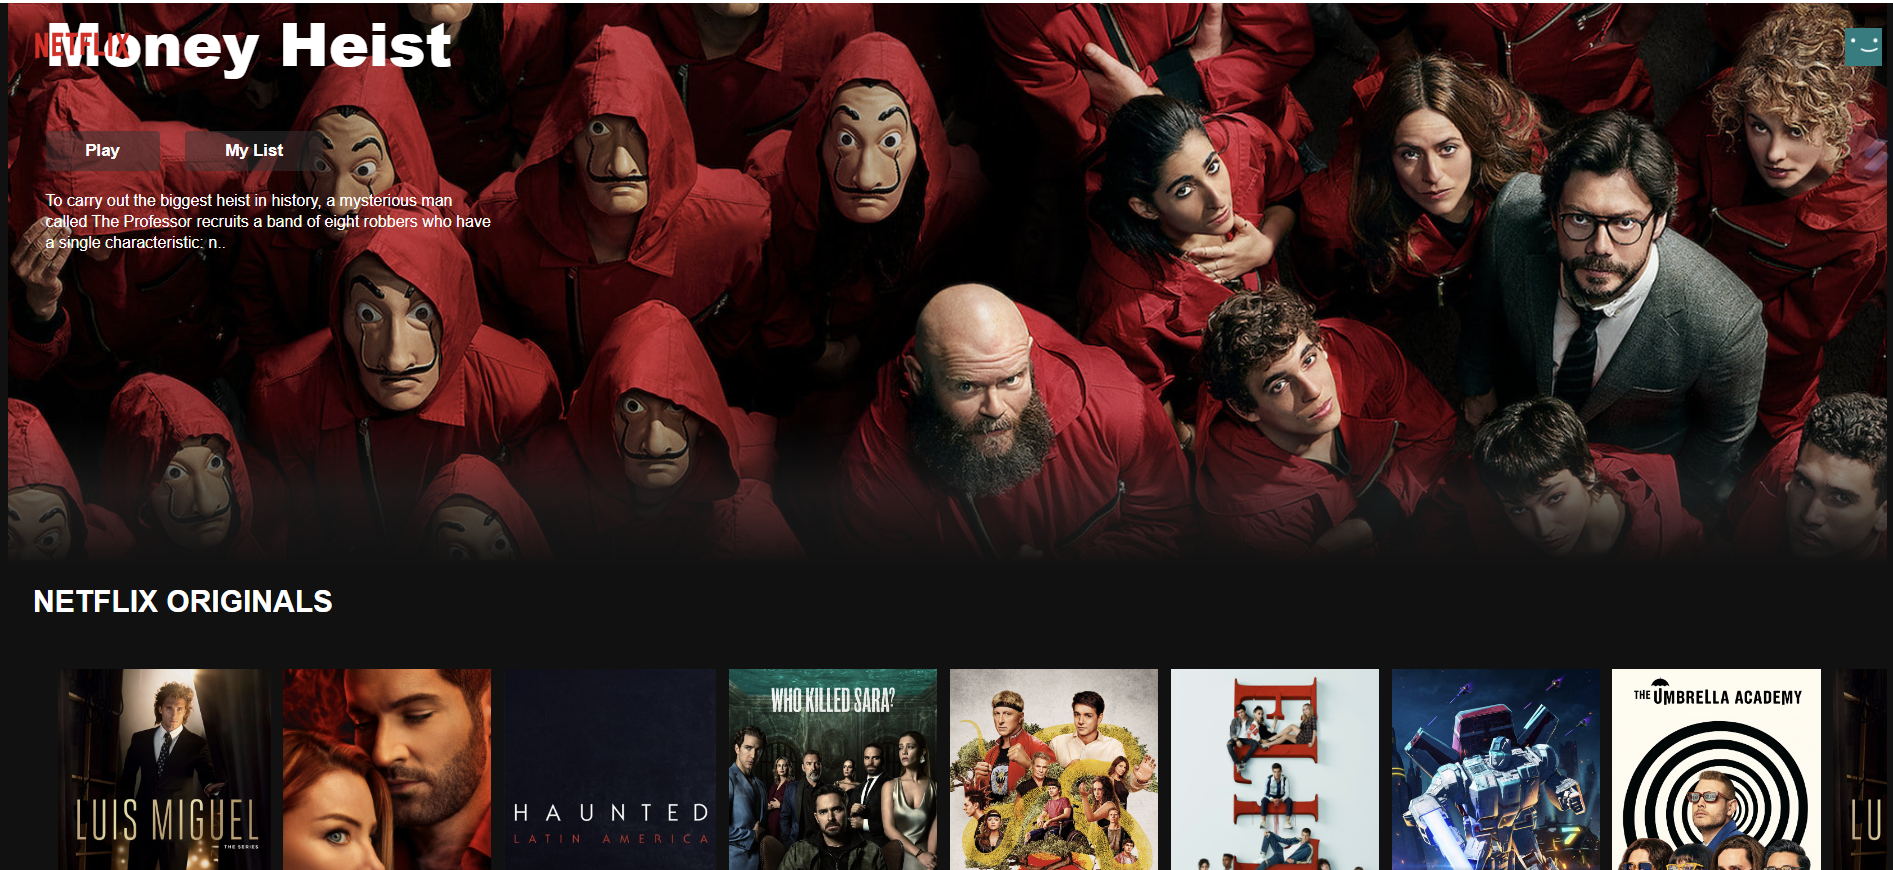 NETFLIX
Money Heist
Play
My List
To carry out the biggest heist in history, a mysterious man
called The Professor recruits a band of eight robbers who have
a single characteristic: n..
NETFLIX ORIGINALS
LUIS MIGUEL
THE SERIES
HAUNTED
LATIN AMERICA
WHO KILLED SARA?
THE UMBRELLA ACADEMY
LU